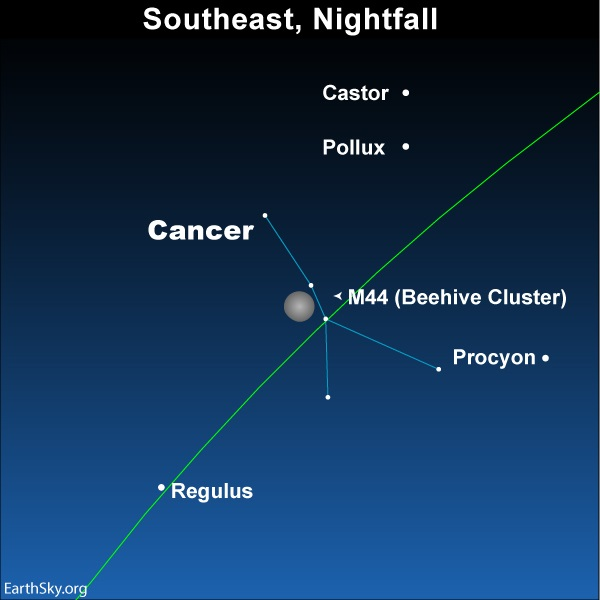 Southeast, Nightfall
Castor
Pollux
Cancer
M44 (Beehive Cluster)
Procyon
Regulus
EarthSky.org